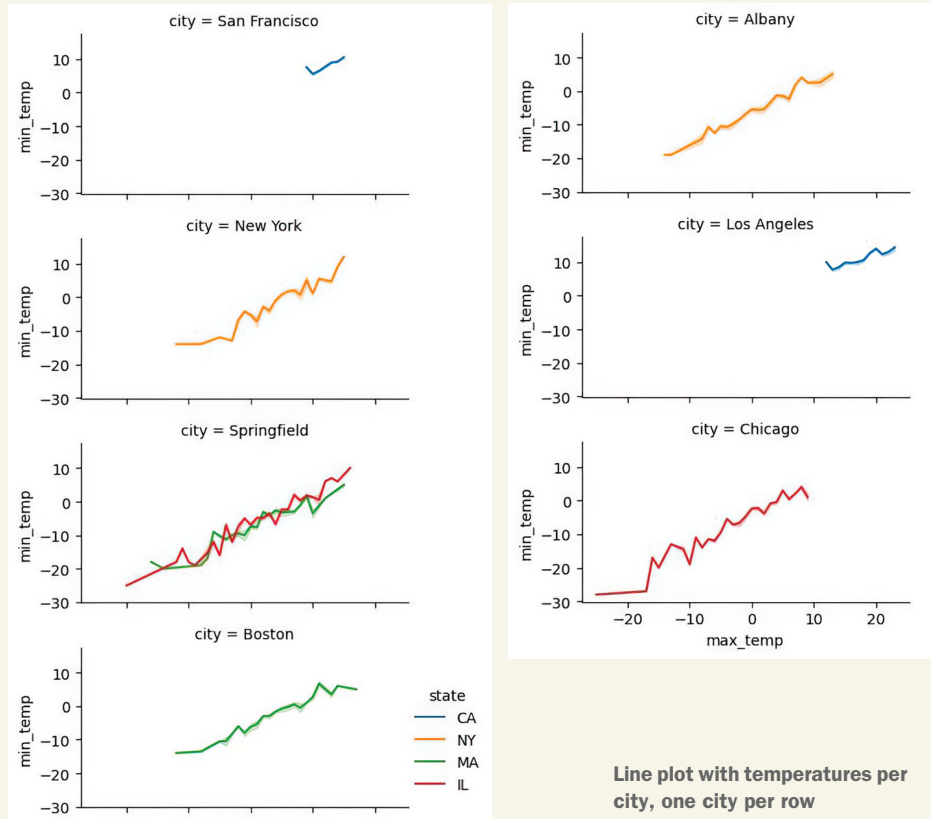 city = San Francisco
min_temp
10
0
−10
−20
−30
city = New York
min_temp
10
0
−10
−20
−30
city = Springfield
min_temp
10
0
−10
−20
−30
city = Boston
min_temp
10
0
−10
−20
−30
state
CA
NY
MA
IL
city = Albany
min_temp
10
0
−10
−20
−30
city = Los Angeles
min_temp
10
0
−10
−20
−30
city = Chicago
min_temp
10
0
−10
−20
−30
−20 −10 0 10 20
max_temp
Line plot with temperatures per
city, one city per row